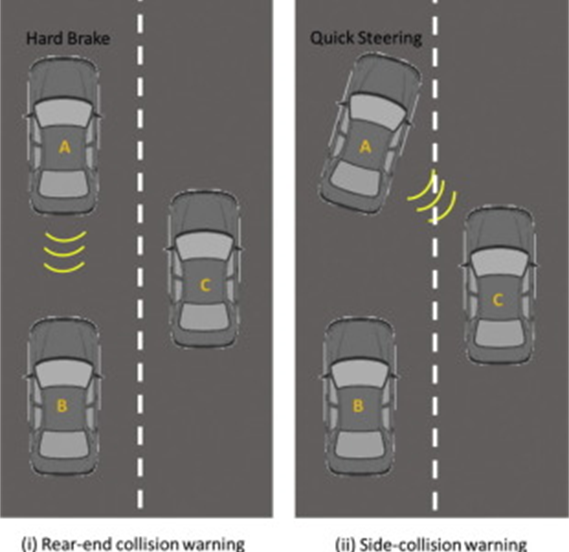 Hard Brake
A
C
B
(i) Rear-end collision warning
Quick Steering
A
C
B
(ii) Side-collision warning